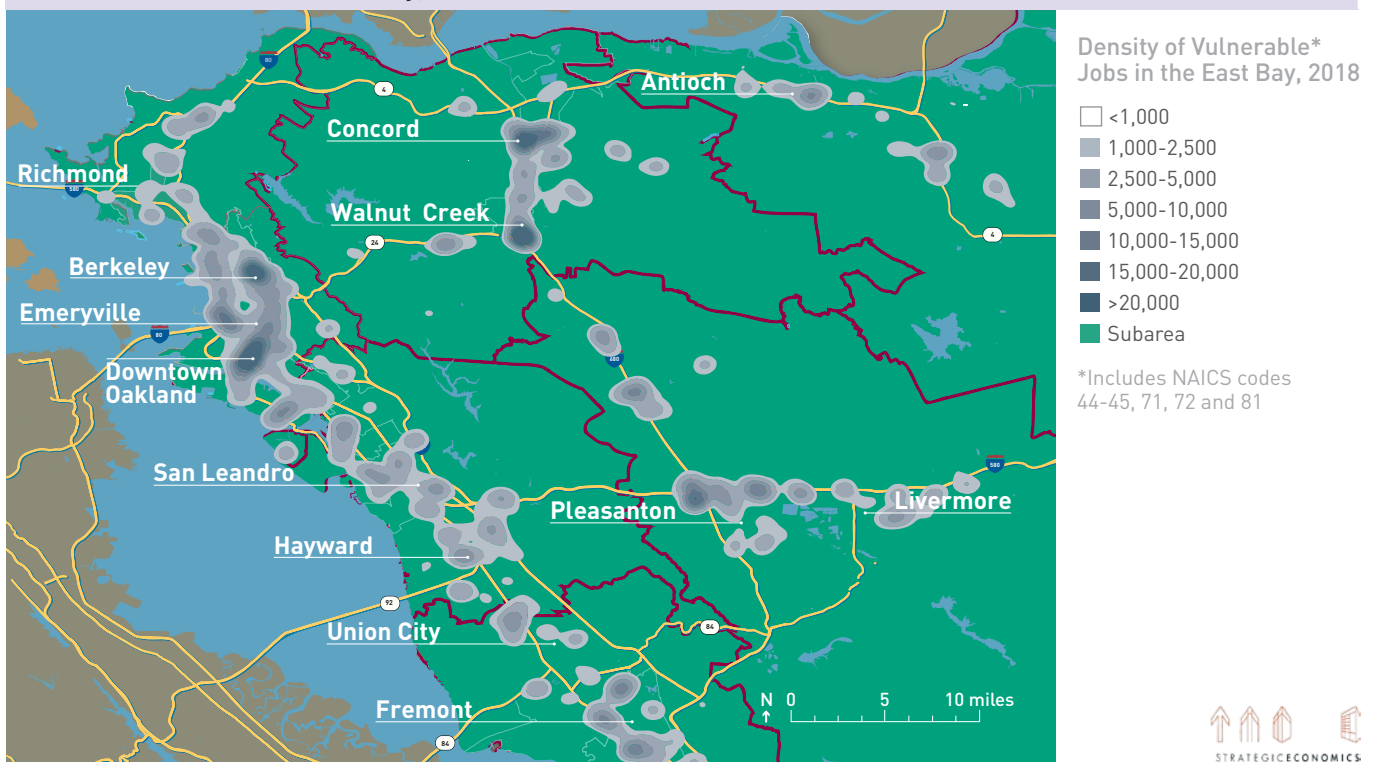 Density of Vulnerable*
Jobs in the East Bay, 2018
<1,000
1,000-2,500
2,500-5,000
5,000-10,000
10,000-15,000
15,000-20,000
>20,000
Subarea
*Includes NAICS codes
44-45, 71, 72 and 81
80
4
Antioch
Concord
Richmond
580
Walnut Creek
24
4
Berkeley
Emeryville
80
680
Downtown
Oakland
San Leandro
580
Livermore
Pleasanton
Hayward
92
Union City
84
Fremont
84
N 0 5 10 miles
STRATEGICECONOMICS